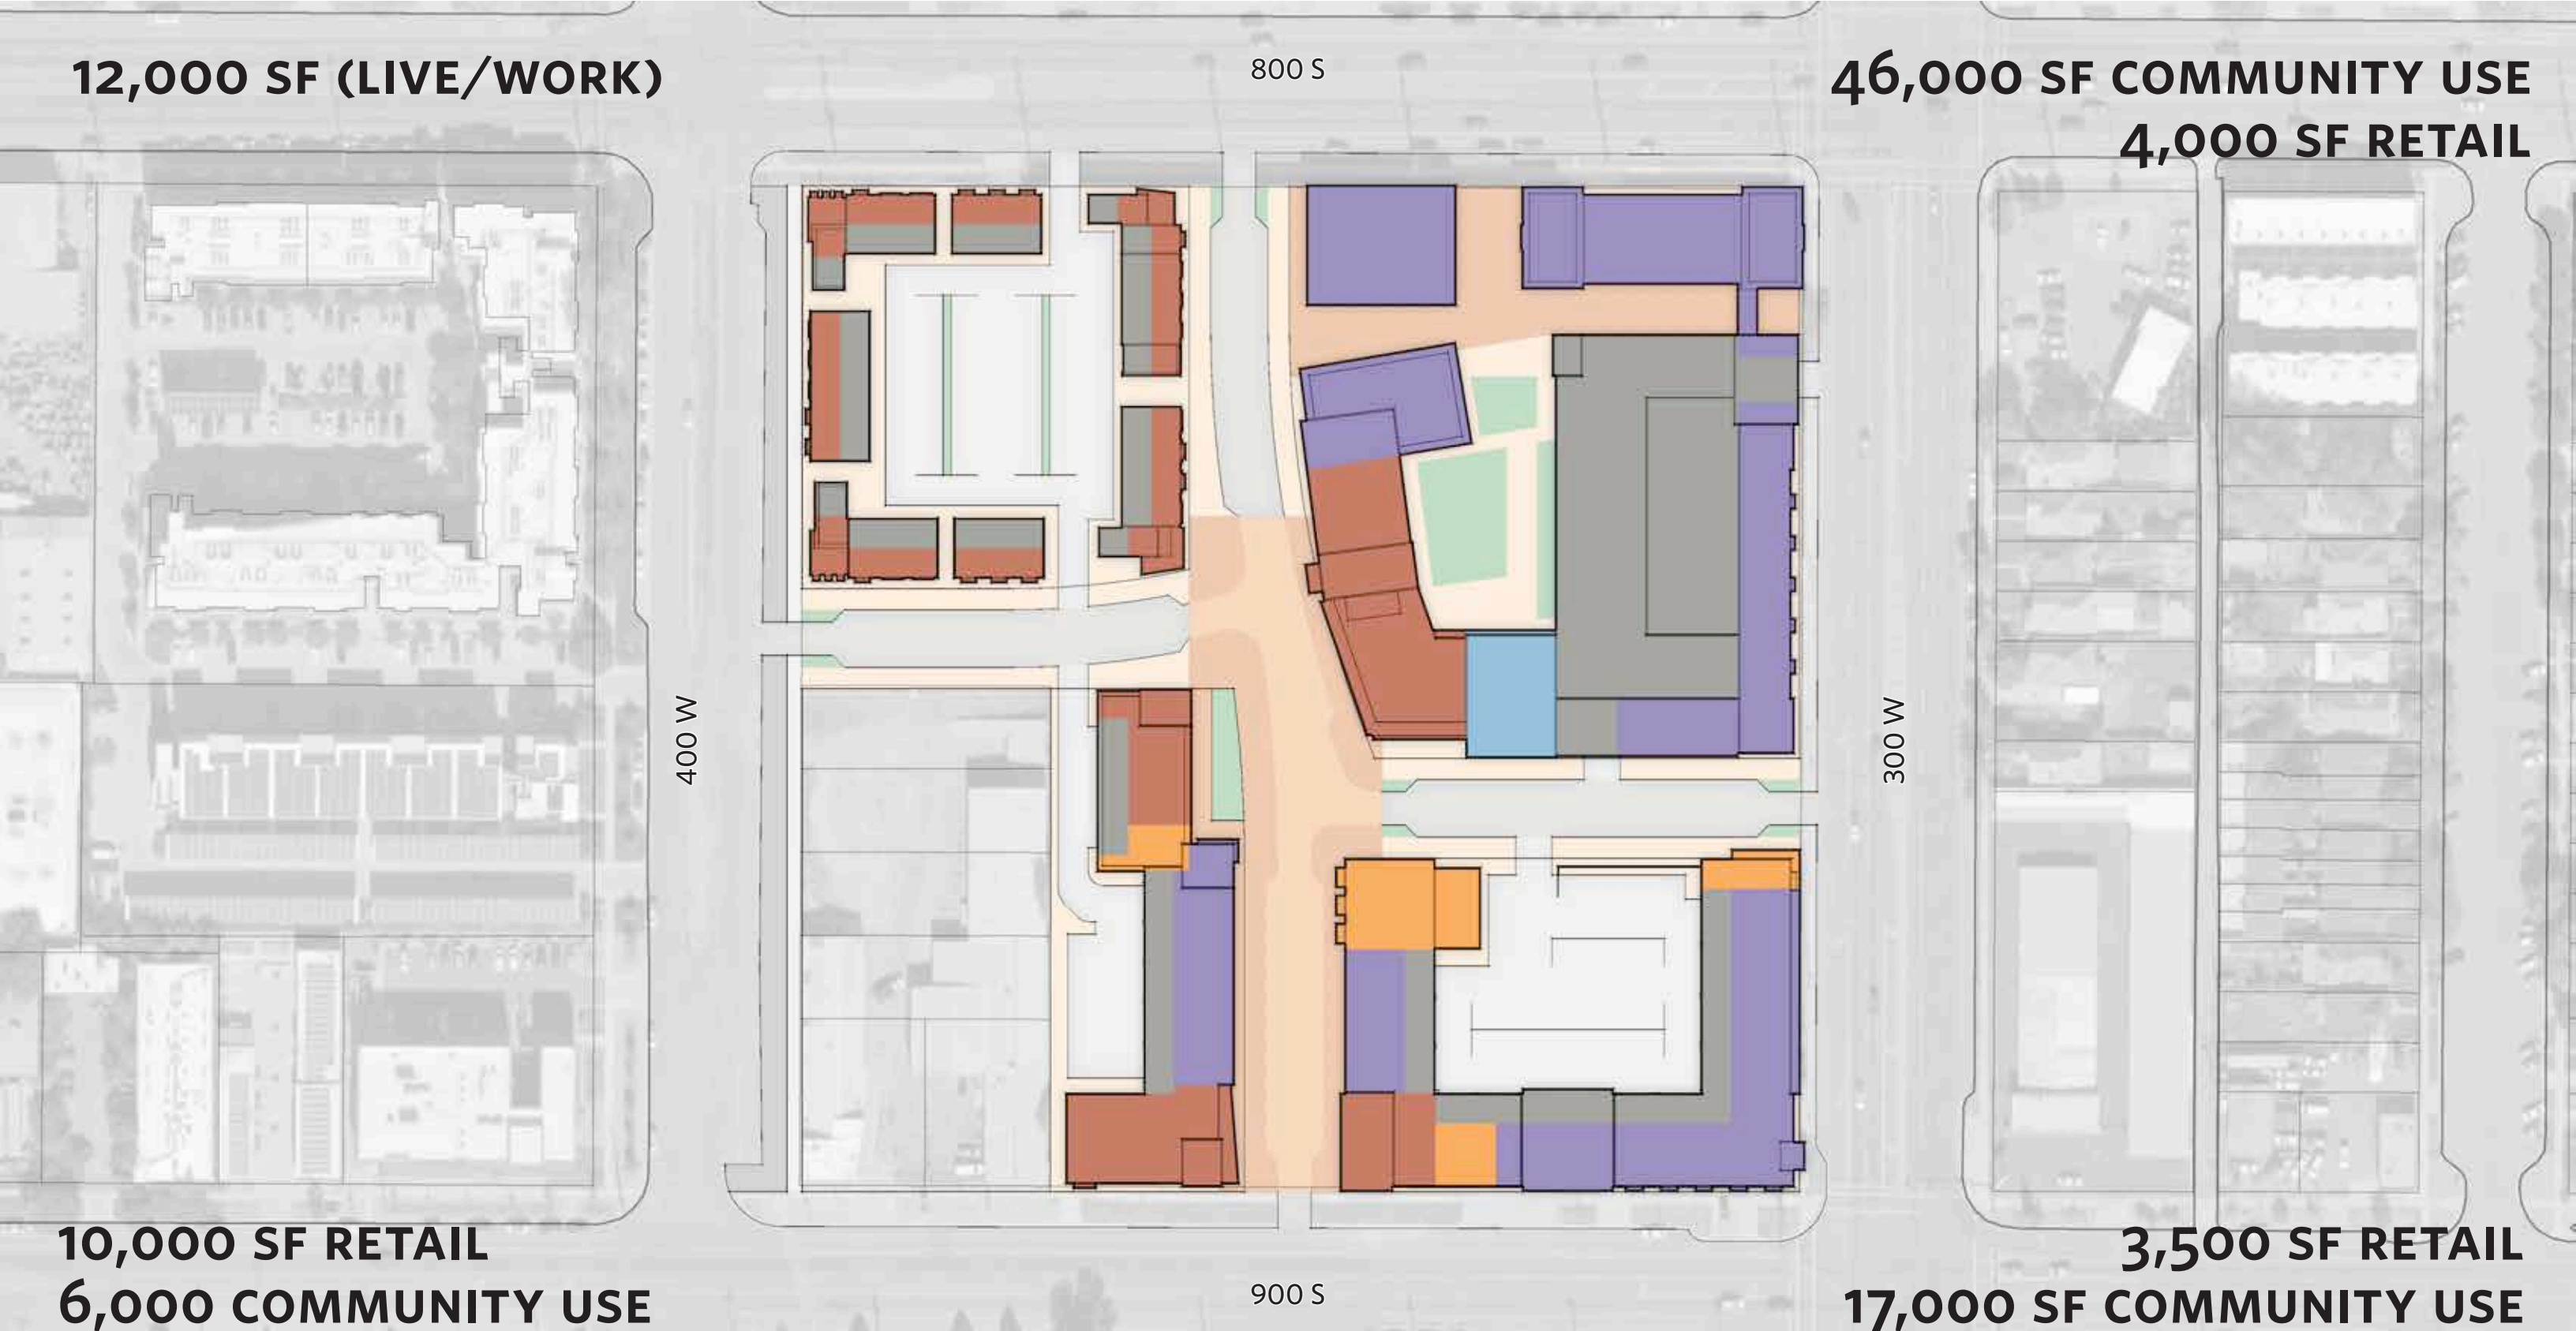 12,000 SF (LIVE/WORK)
800 S
46,000 SF COMMUNITY USE
4,000 SF RETAIL
400 W
300 W
10,000 SF RETAIL
6,000 COMMUNITY USE
900 S
3,500 SF RETAIL
17,000 SF COMMUNITY USE